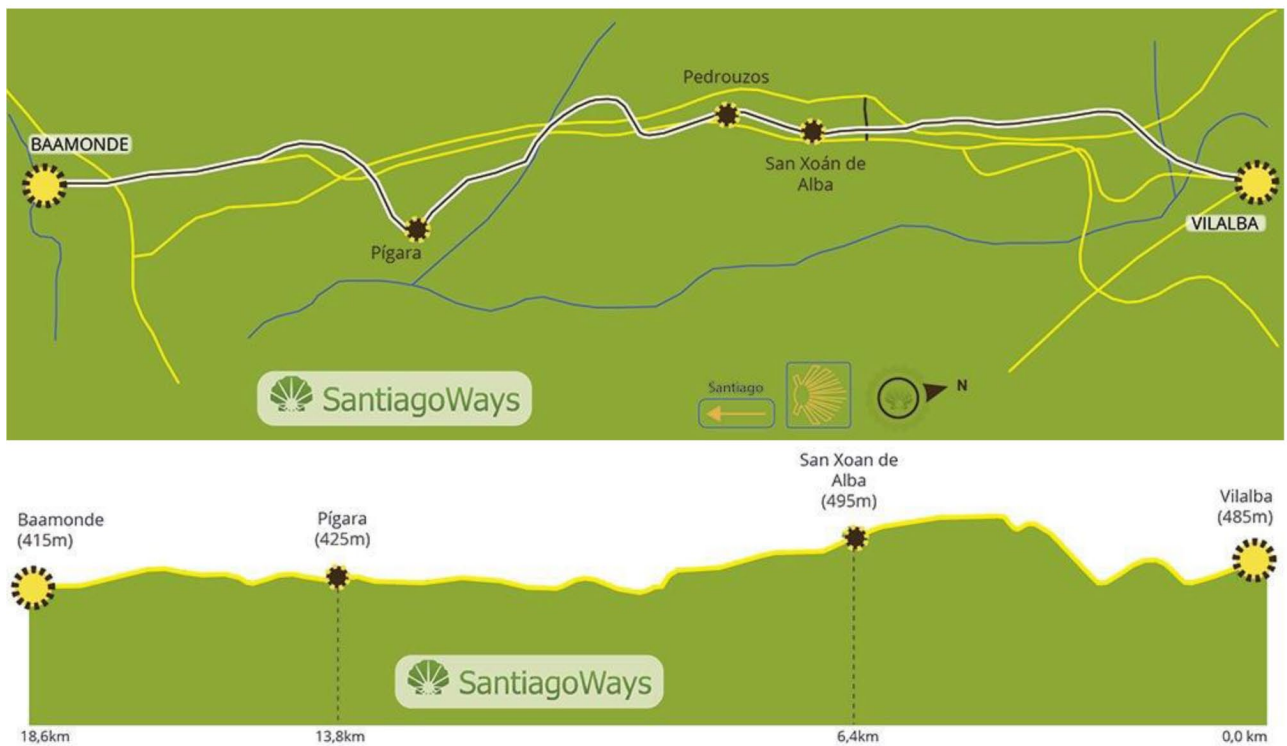 Pedrouzos
BAAMONDE
San Xoán de
Alba
VILALBA
Pígara
SantiagoWays
Santiago
N
San Xoan de
Alba
(495m)
Baamonde
(415m)
Pígara
(425m)
Vilalba
(485m)
SantiagoWays
18,6km
13,8km
6,4km
0,0 km